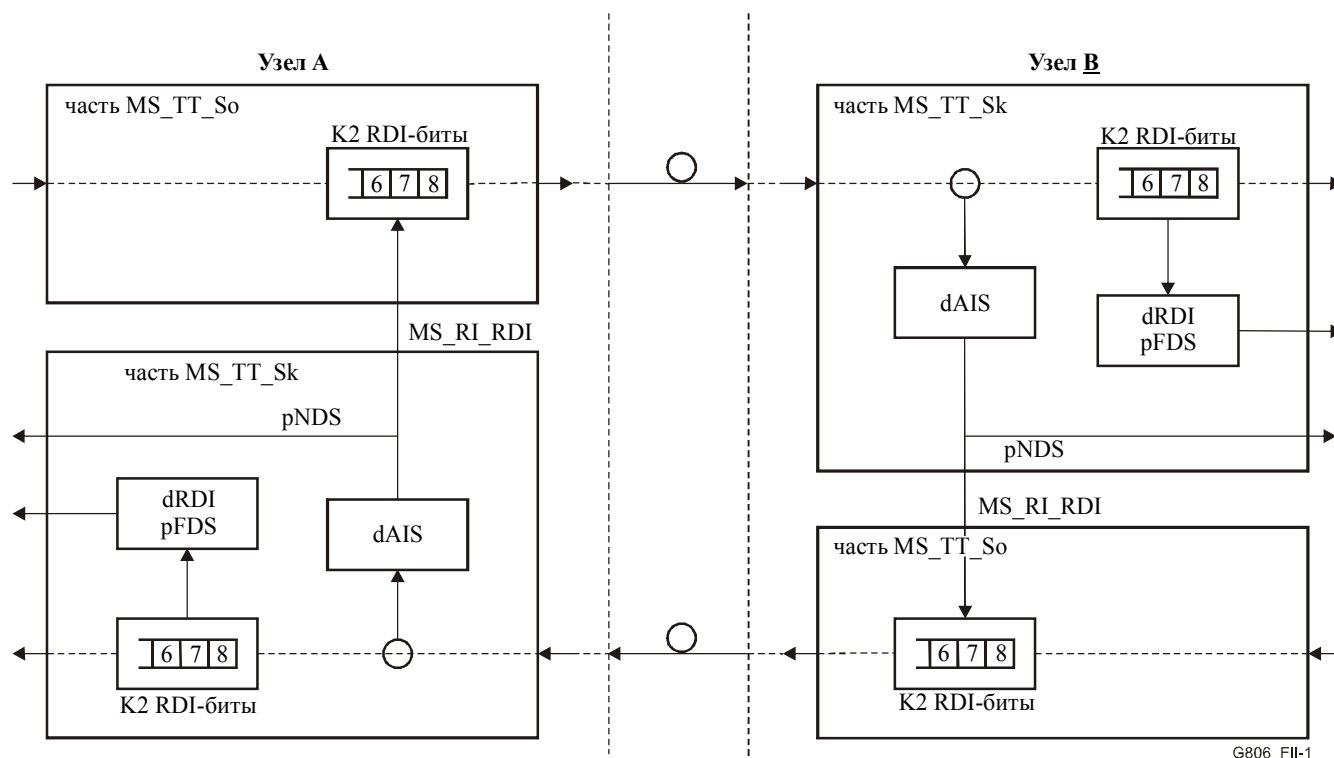 Узел А
Узел В
часть MS_TT_So
K2 RDI-биты
6 7 8
часть MS_TT_Sk
K2 RDI-биты
6 7 8
dAIS
dRDI
pFDS
MS_RI_RDI
часть MS_TT_Sk
pNDS
pNDS
dRDI
pFDS
dAIS
MS_RI_RDI
часть MS_TT_So
6 7 8
K2 RDI-биты
6 7 8
K2 RDI-биты
G806_FII-1